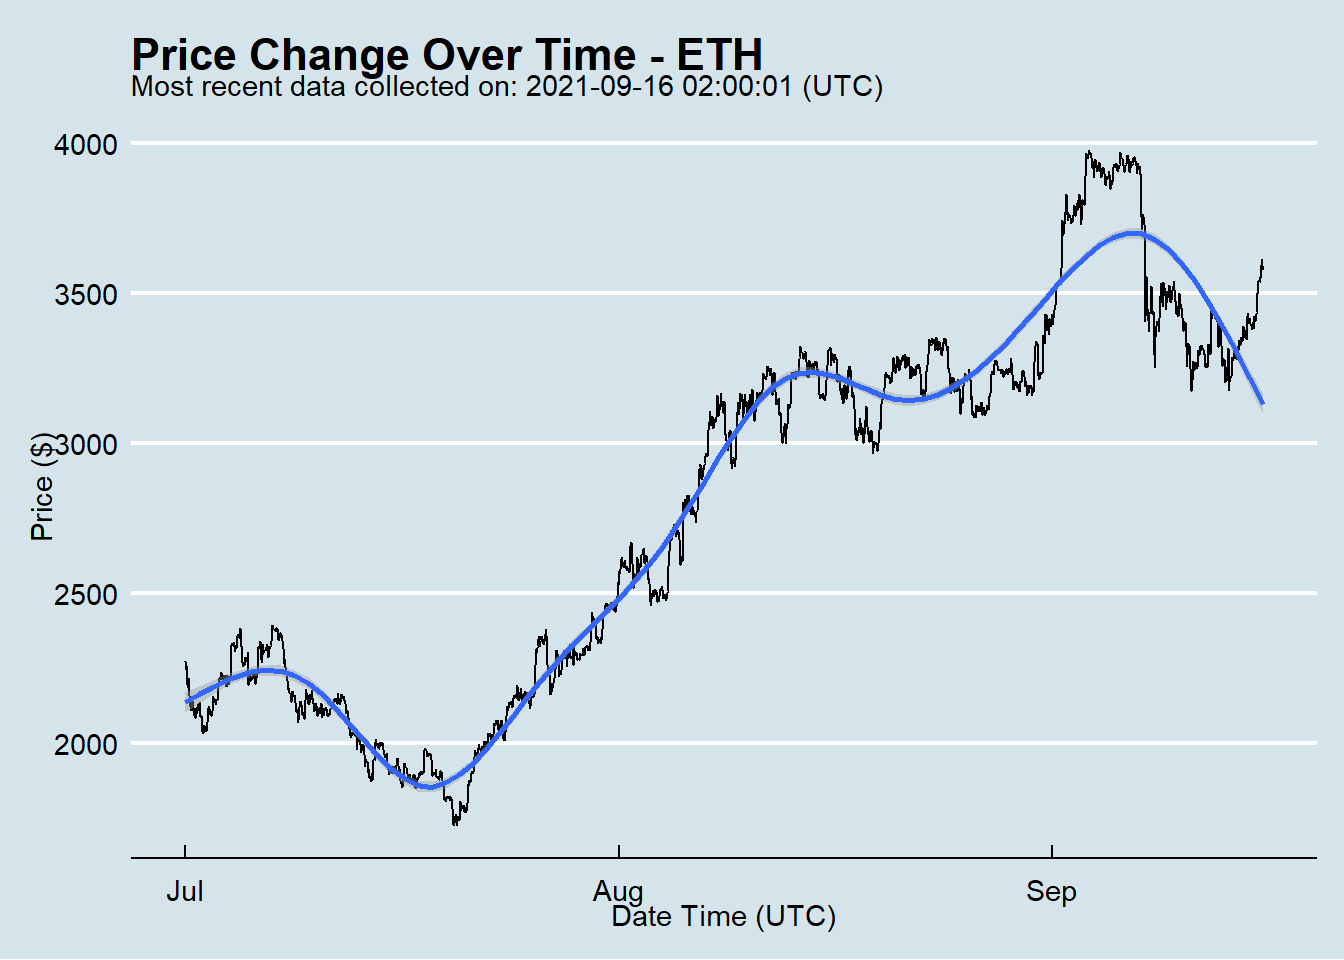 Price Change Over Time - ETH
Most recent data collected on: 2021-09-16 02:00:01 (UTC)
4000
3500
3000
2500
2000
Price ($)
Jul Aug Sep
Date Time (UTC)